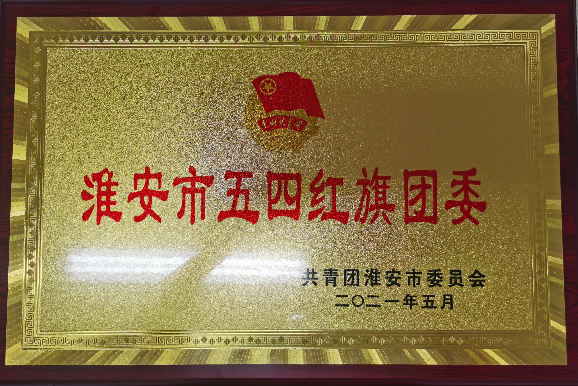 淮安市五四红旗团委
共青团淮安市委员会
二〇二一年五月